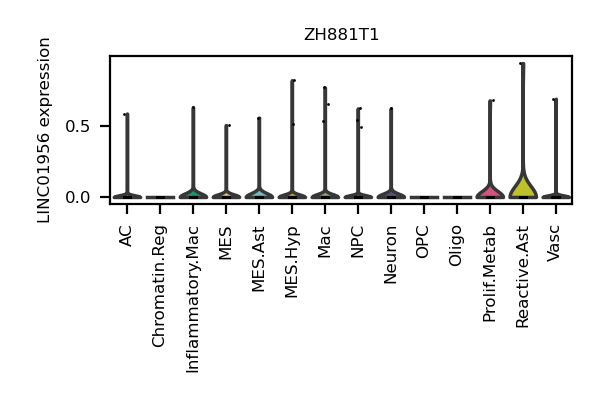 ZH881T1
LINC01956 expression
0.5
0.0
AC
Chromatin.Reg
Inflammatory.Mac
MES
MES.Ast
MES.Hyp
Mac
NPC
Neuron
OPC
Oligo
Prolif.Metab
Reactive.Ast
Vasc